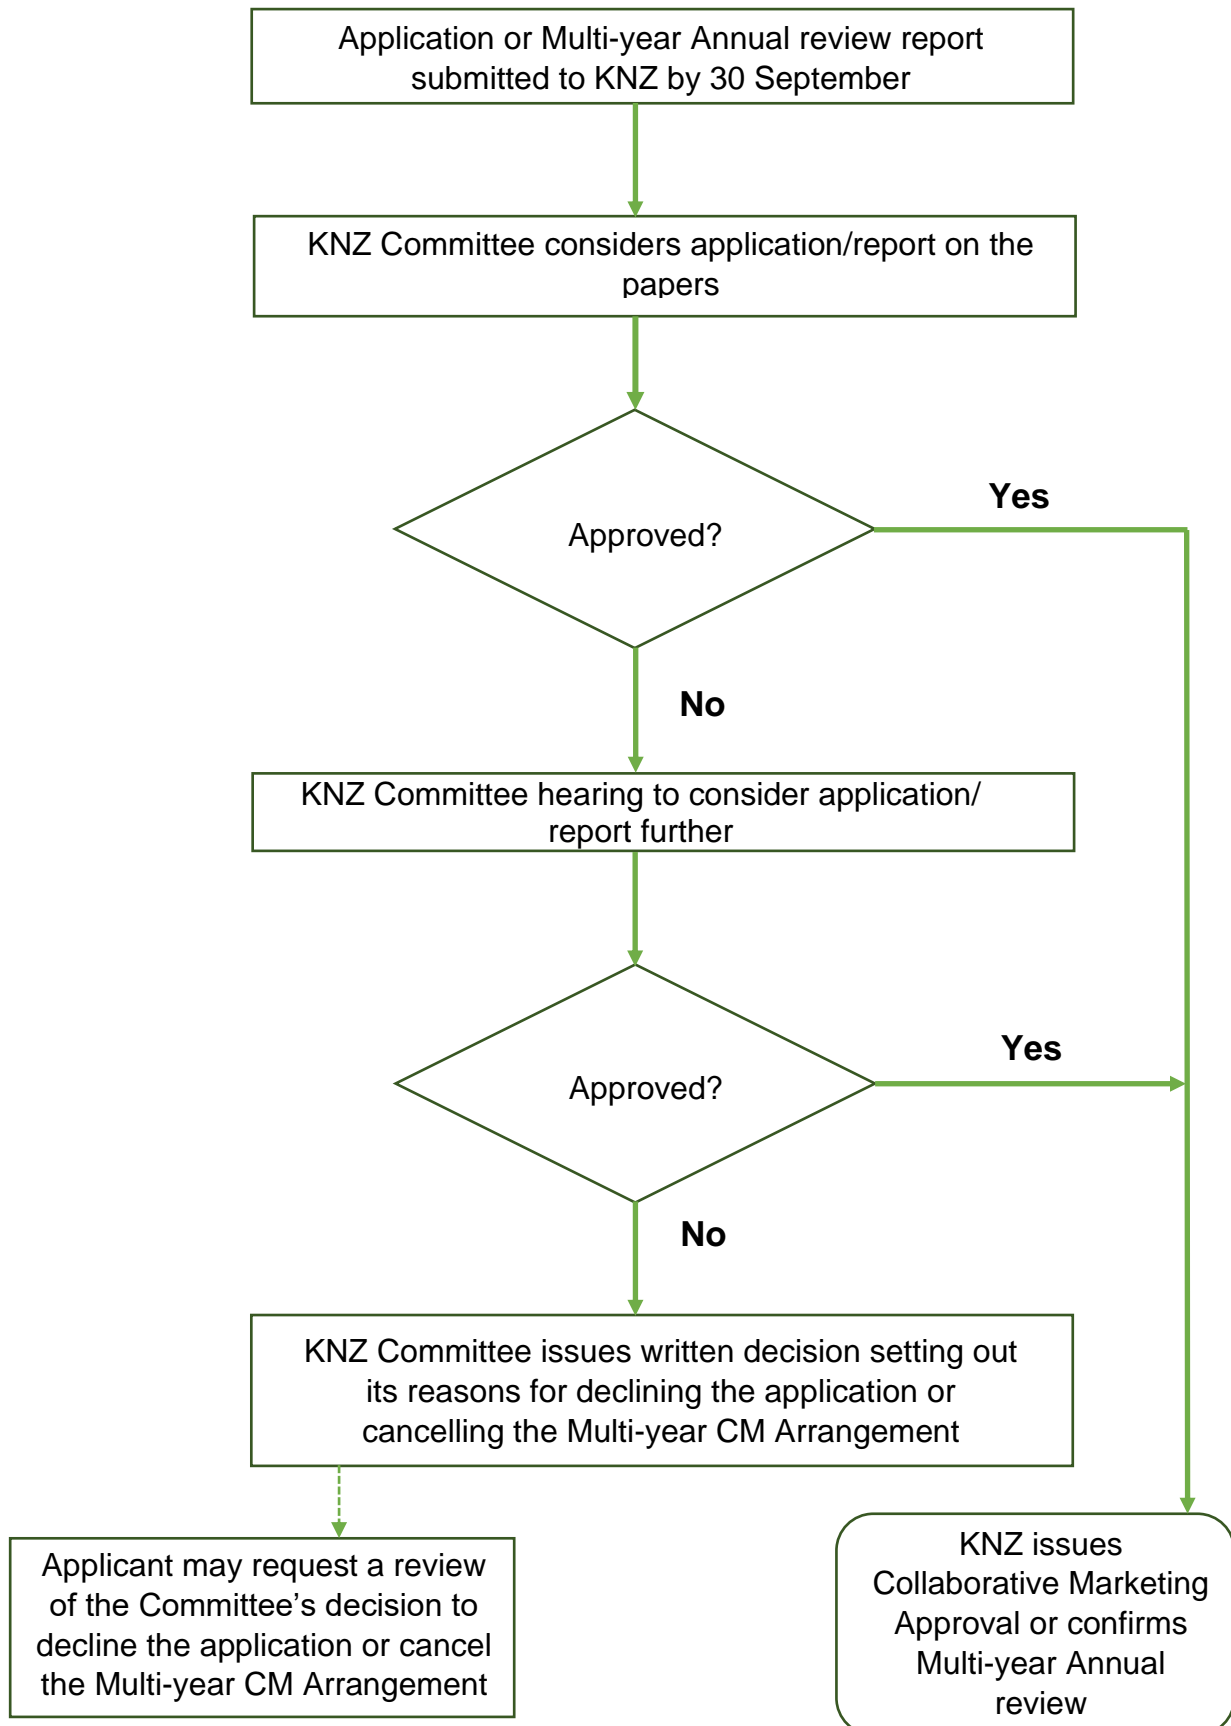 Application or Multi-year Annual review report
submitted to KNZ by 30 September
KNZ Committee considers application/report on the
papers
Approved?
Yes
No
KNZ Committee hearing to consider application/
report further
Approved?
Yes
No
KNZ Committee issues written decision setting out
its reasons for declining the application or
cancelling the Multi-year CM Arrangement
Applicant may request a review
of the Committee’s decision to
decline the application or cancel
the Multi-year CM Arrangement
KNZ issues
Collaborative Marketing
Approval or confirms
Multi-year Annual
review